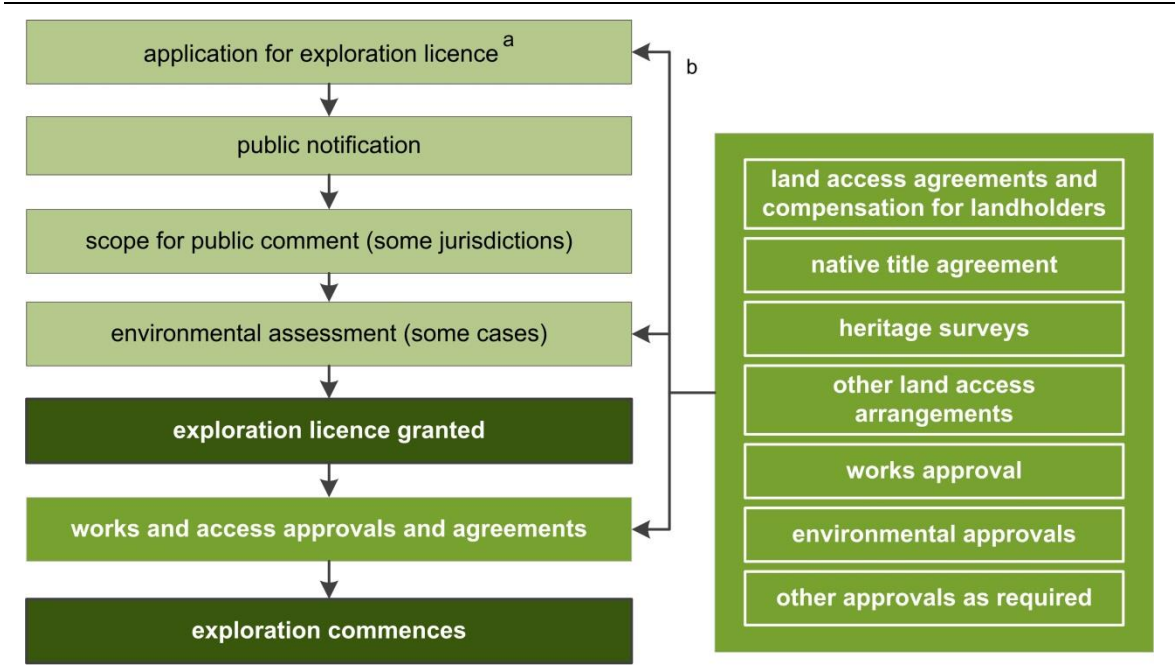 application for exploration licence a
b
public notification
scope for public comment (some jurisdictions)
environmental assessment (some cases)
exploration licence granted
works and access approvals and agreements
exploration commences
land access agreements and
compensation for landholders
native title agreement
heritage surveys
other land access
arrangements
works approval
environmental approvals
other approvals as required